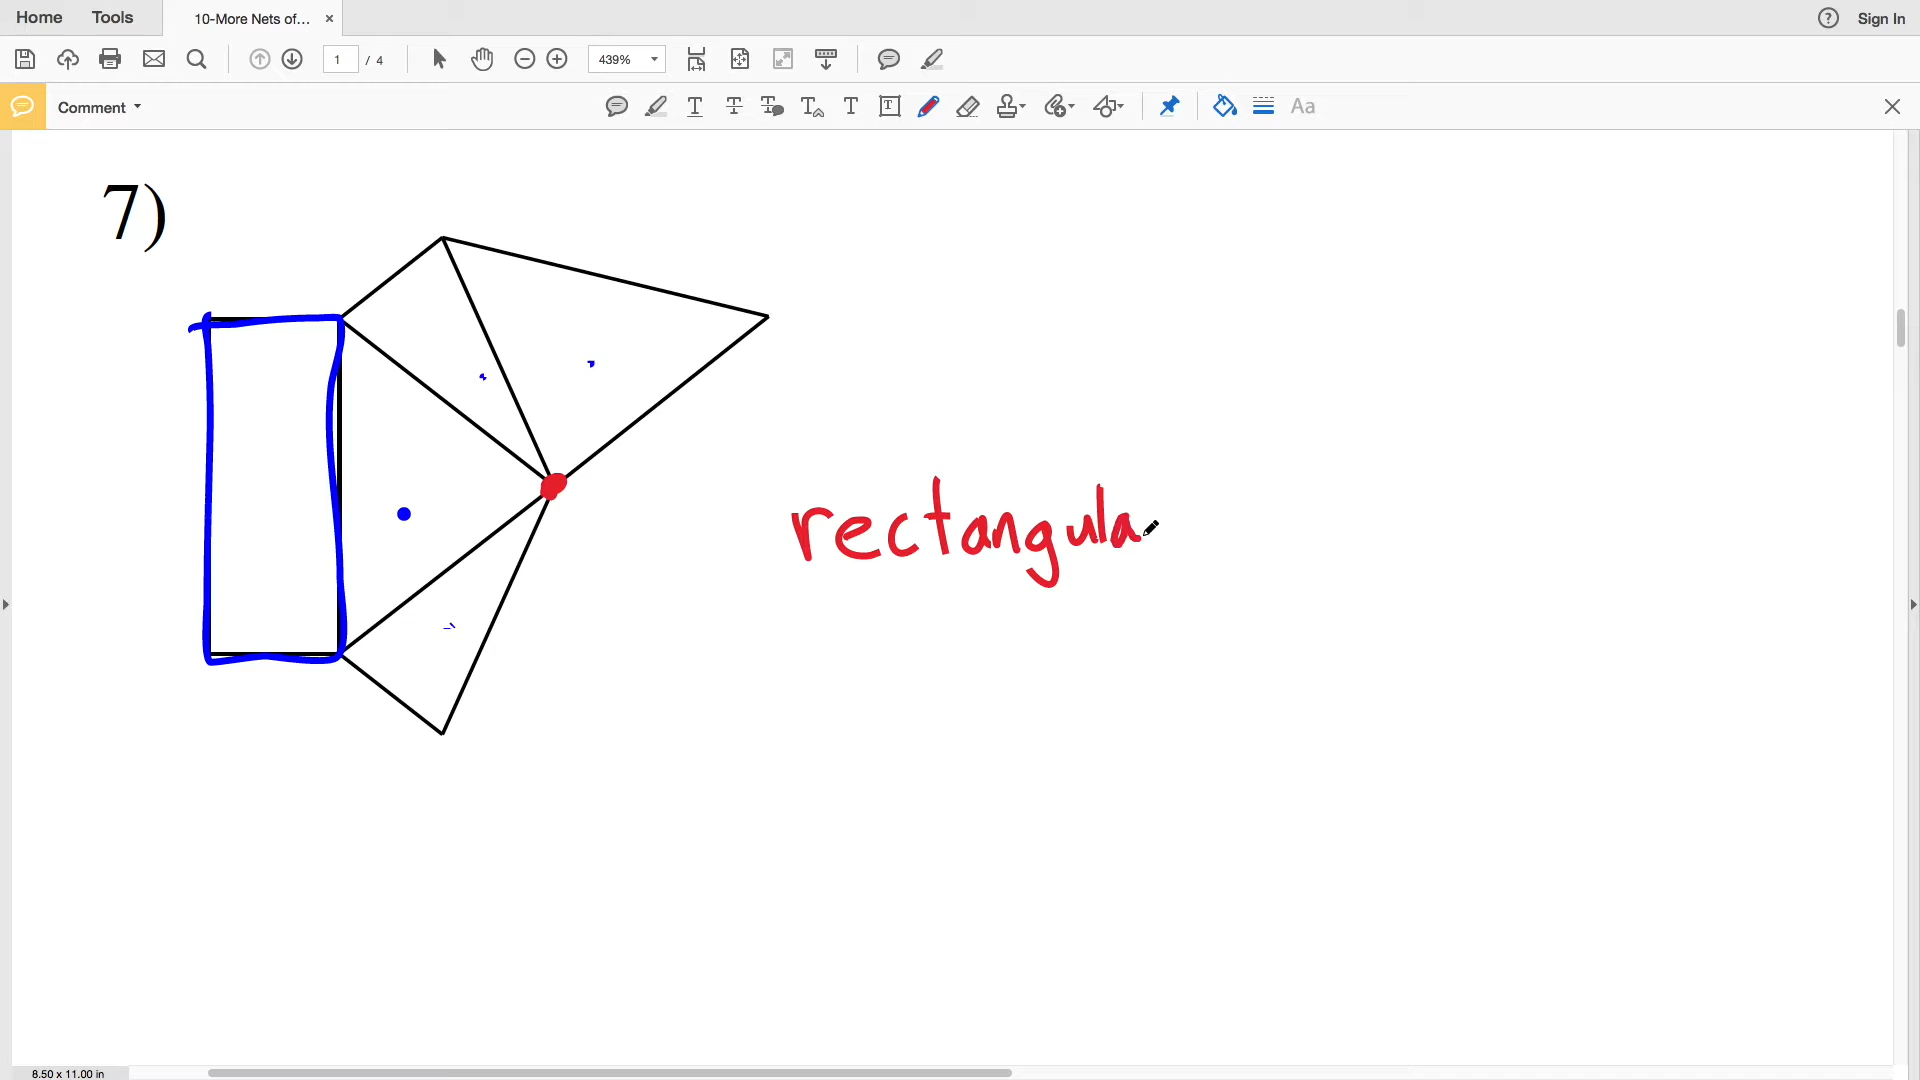 Home Tools 10-More Nets of... × ? Sign In
1 / 4 439%
Comment T T T T T T Aa
7)
rectangula
8.50 x 11.00 in